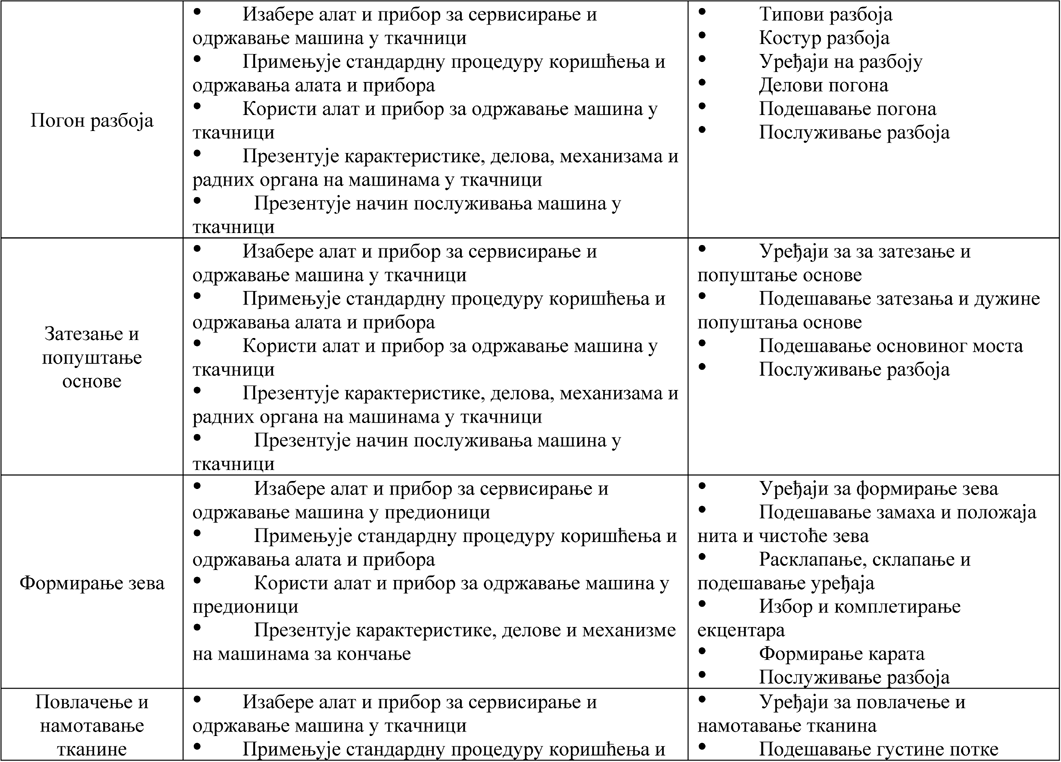 Погон разбоја
• Изабере алат и прибор за сервисирање и
одржавање машина у ткачници
• Примењује стандардну процедуру коришћења и
одржавања алата и прибора
• Користи алат и прибор за одржавање машина у
ткачници
• Презентује карактеристике, делова, механизама и
радних органа на машинама у ткачници
• Презентује начин послуживања машина у
ткачници
• Типови разбоја
• Костур разбоја
• Уређаји на разбоју
• Делови погона
• Подешавање погона
• Послуживање разбоја
Затезање и
попуштање
основе
• Изабере алат и прибор за сервисирање и
одржавање машина у ткачници
• Примењује стандардну процедуру коришћења и
одржавања алата и прибора
• Користи алат и прибор за одржавање машина у
ткачници
• Презентује карактеристике, делова, механизама и
радних органа на машинама у ткачници
• Презентује начин послуживања машина у
ткачници
• Уређаји за за затезање и
попуштање основе
• Подешавање затезања и дужине
попуштања основе
• Подешавање основиног моста
• Послуживање разбоја
Формирање зева
• Изабере алат и прибор за сервисирање и
одржавање машина у предионици
• Примењује стандардну процедуру коришћења и
одржавања алата и прибора
• Користи алат и прибор за одржавање машина у
предионици
• Презентује карактеристике, делове и механизме
на машинама за кончање
• Уређаји за формирање зева
• Подешавање замаха и положаја
нита и чистоће зева
• Расклапање, склапање и
подешавање уређаја
• Избор и комплетирање
екцентара
• Формирање карата
• Послуживање разбоја
Повлачење и
намотавање
тканине
• Изабере алат и прибор за сервисирање и
одржавање машина у ткачници
• Примењује стандардну процедуру коришћења и
• Уређаји за повлачење и
намотавање тканина
• Подешавање густине потке